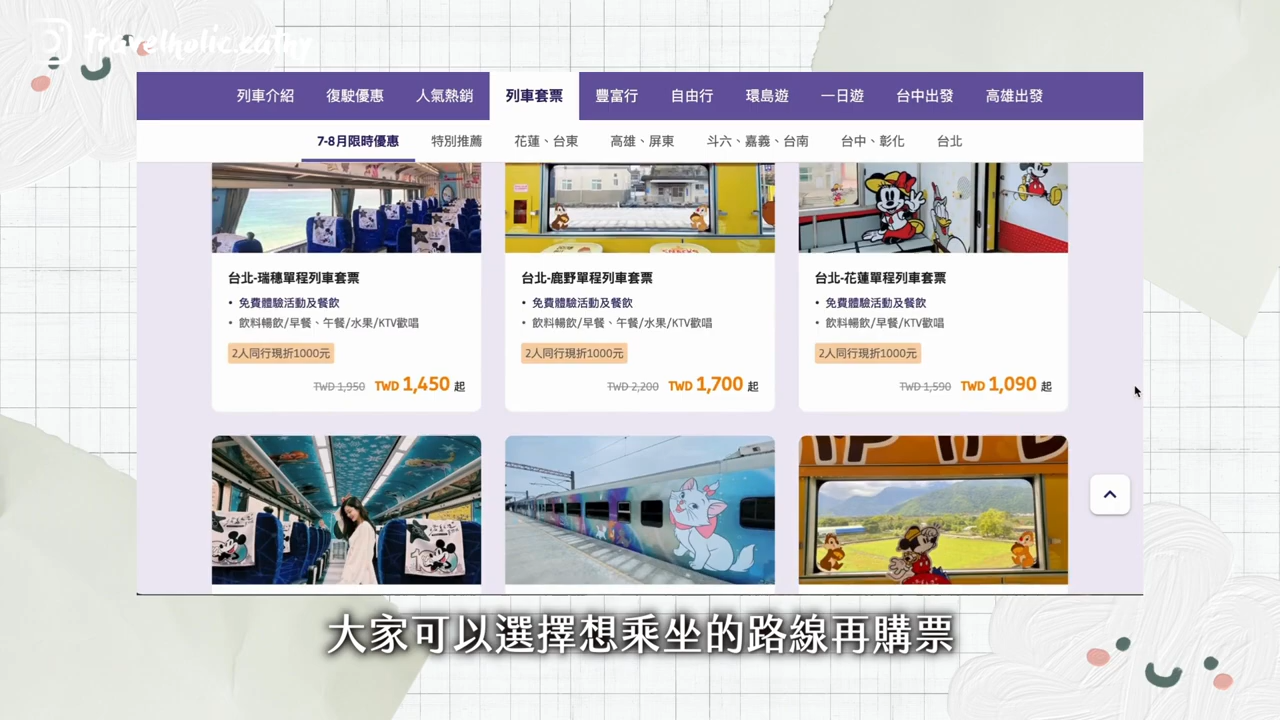 travelholic.cathy
列車介紹 復駛優惠 人氣熱銷 列車套票 豐富行 自由行 環島遊 一日遊 台中出發 高雄出發
7-8月限時優惠 特別推薦 花蓮、台東 高雄、屏東 斗六、嘉義、台南 台中、彰化 台北
台北-瑞穗單程列車套票
• 免費體驗活動及餐飲
• 飲料暢飲/早餐、午餐/水果/KTV歡唱
2人同行現折1000元
TWD 1,950 TWD 1,450 起
台北-鹿野單程列車套票
• 免費體驗活動及餐飲
• 飲料暢飲/早餐、午餐/水果/KTV歡唱
2人同行現折1000元
TWD 2,200 TWD 1,700 起
台北-花蓮單程列車套票
• 免費體驗活動及餐飲
• 飲料暢飲/早餐/KTV歡唱
2人同行現折1000元
TWD 1,590 TWD 1,090 起
大家可以選擇想乘坐的路線再購票